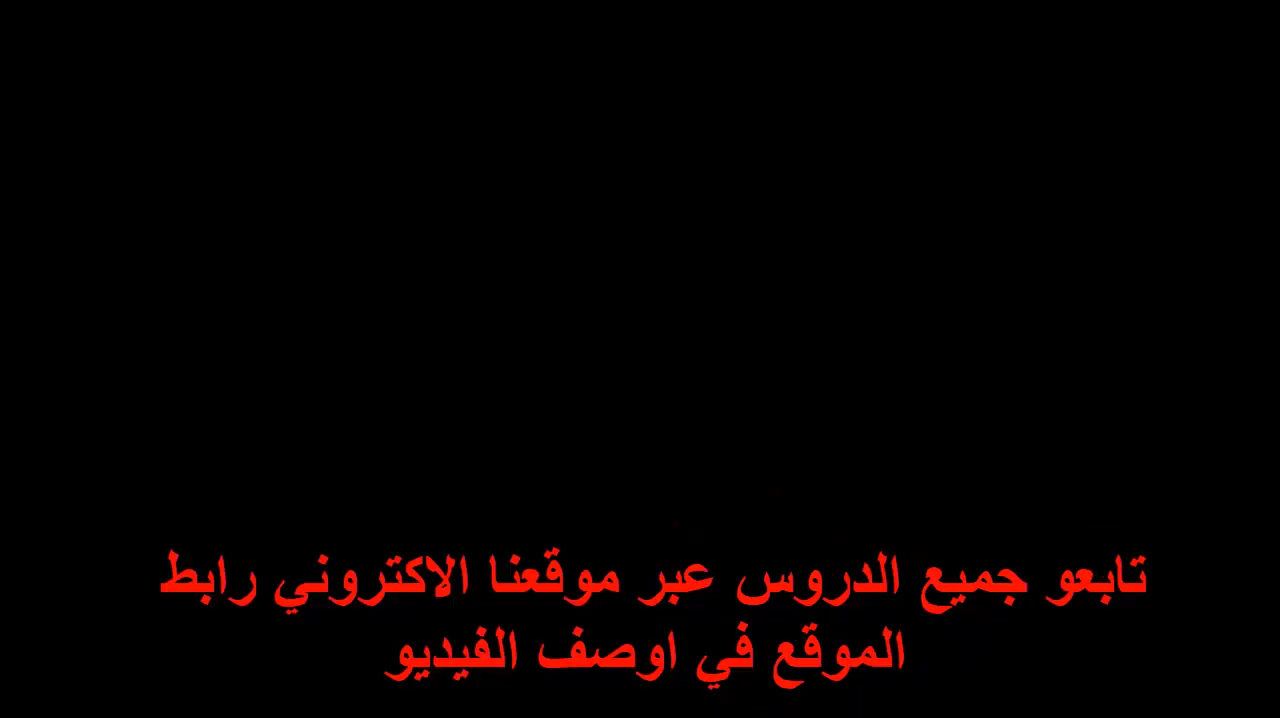 تابعو جميع الدروس عبر موقعنا الاكتروني رابط
الموقع في اوصف الفيديو